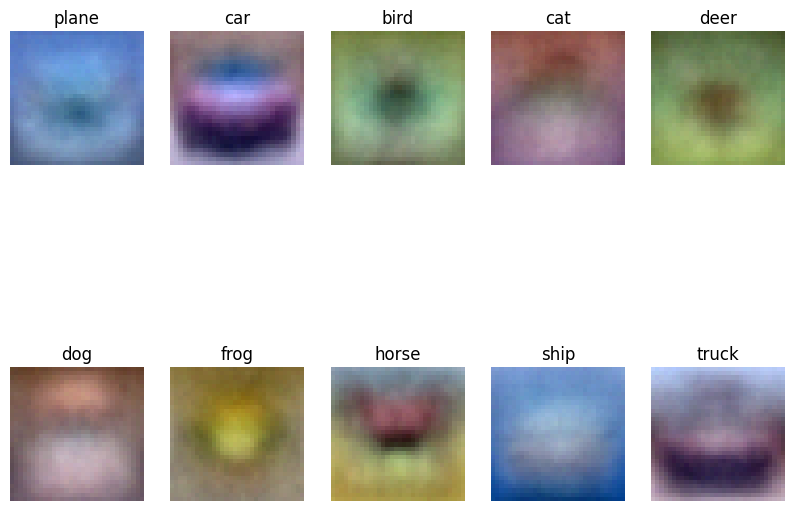 plane car bird cat deer
dog frog horse ship truck